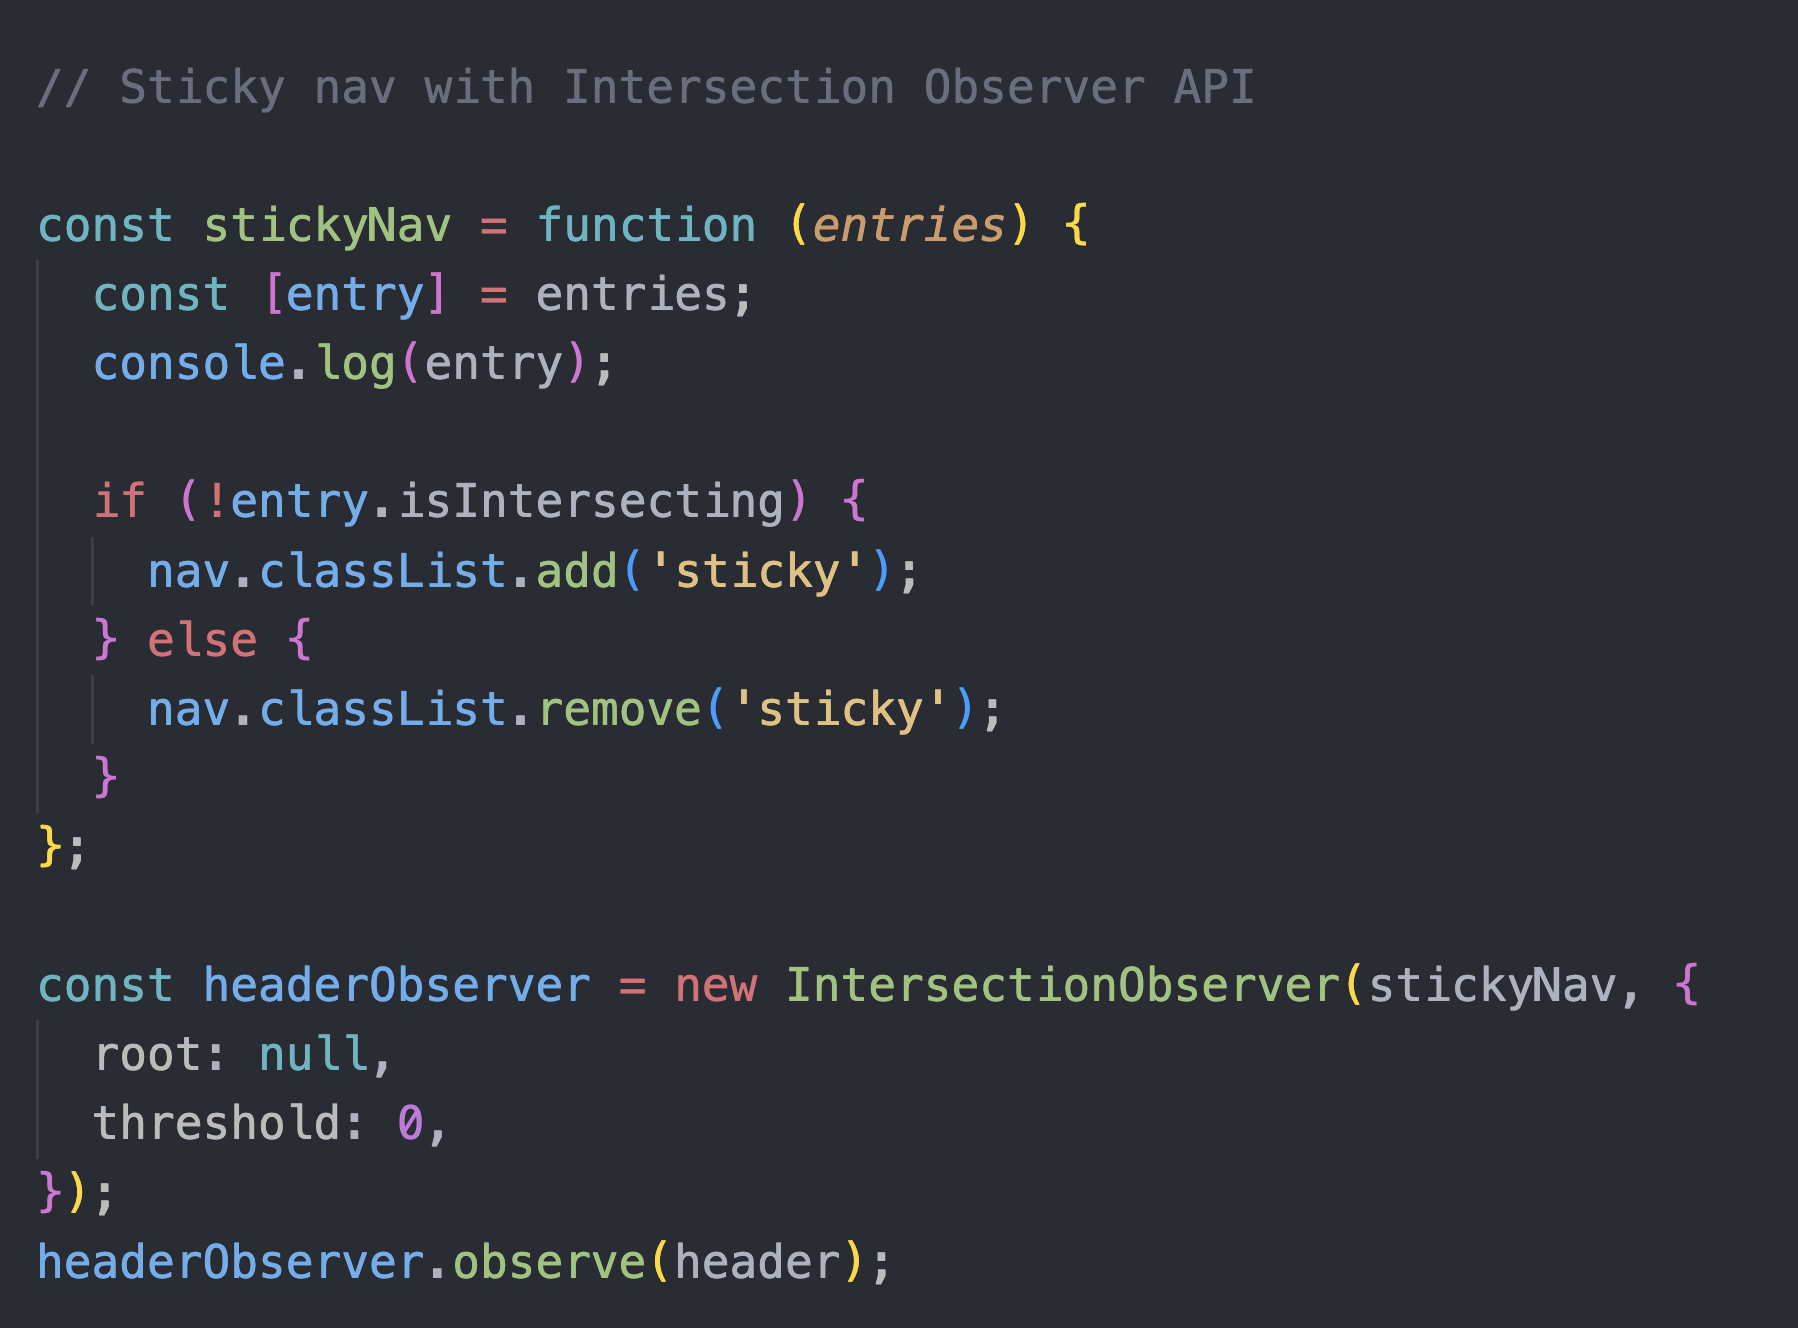 // Sticky nav with Intersection Observer API
const stickyNav = function (entries) {
  const [entry] = entries;
  console.log(entry);
  if (!entry.isIntersecting) {
    nav.classList.add('sticky');
  } else {
    nav.classList.remove('sticky');
  }
};
const headerObserver = new IntersectionObserver(stickyNav, {
  root: null,
  threshold: 0,
});
headerObserver.observe(header);